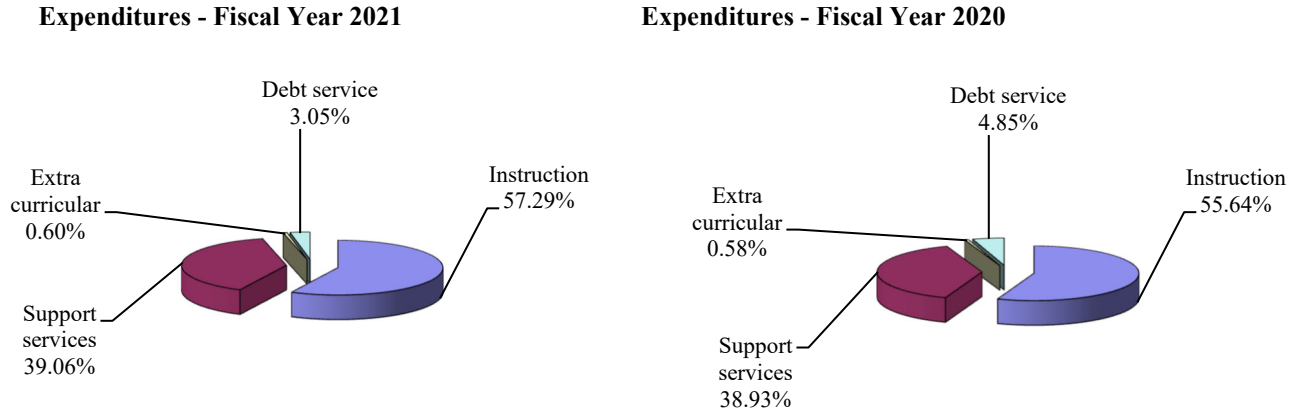 Expenditures - Fiscal Year 2021
Debt service
3.05%
Instruction
57.29%
Extra
curricular
0.60%
Support
services
39.06%
Expenditures - Fiscal Year 2020
Debt service
4.85%
Instruction
55.64%
Extra
curricular
0.58%
Support
services
38.93%